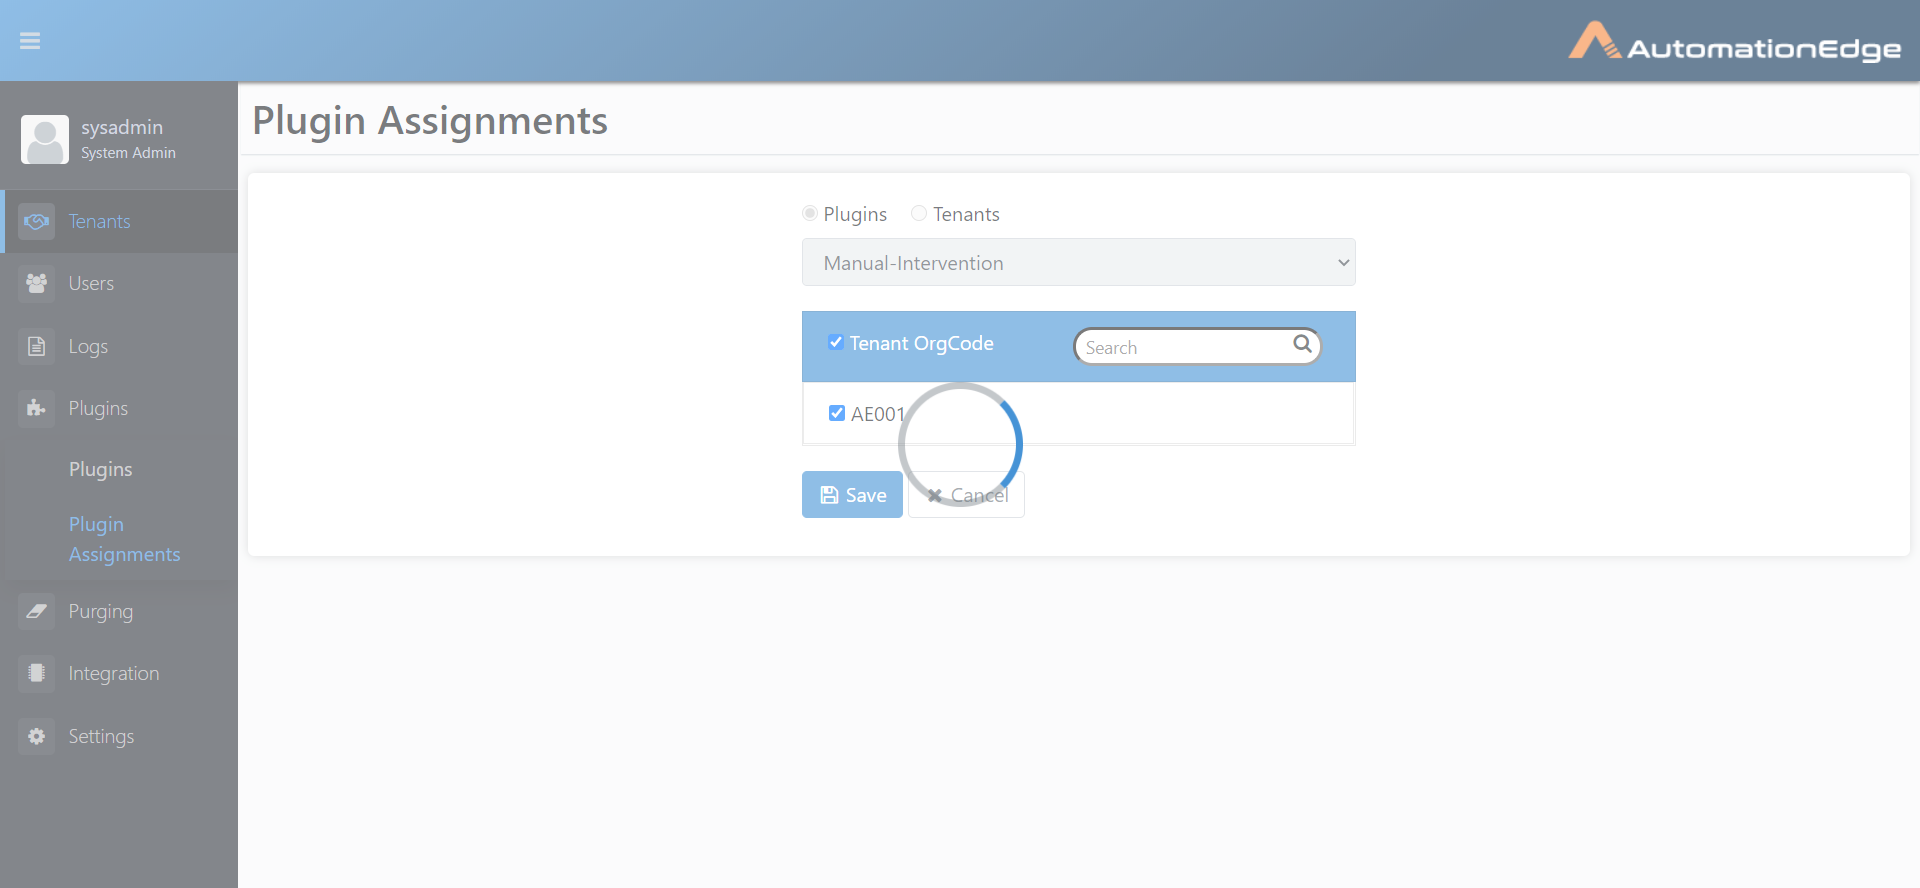 AutomationEdge
sysadmin
System Admin
Tenants
Users
Logs
Plugins
Plugins
Plugin
Assignments
Purging
Integration
Settings
Plugin Assignments
Plugins Tenants
Manual-Intervention
Tenant OrgCode Search
AE001
Save Cancel